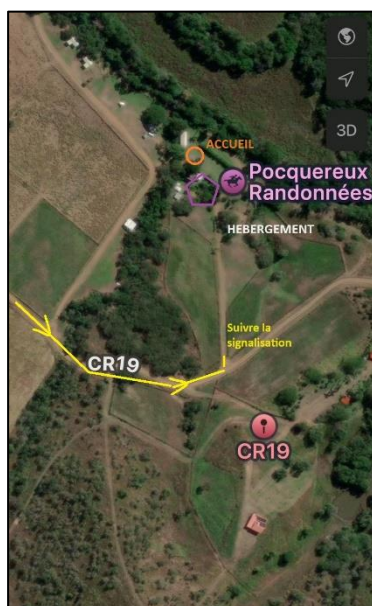 3D
ACCUEIL
Pocquereux
Randonnées
HEBERGEMENT
Suivre la
signalisation
CR19
CR19